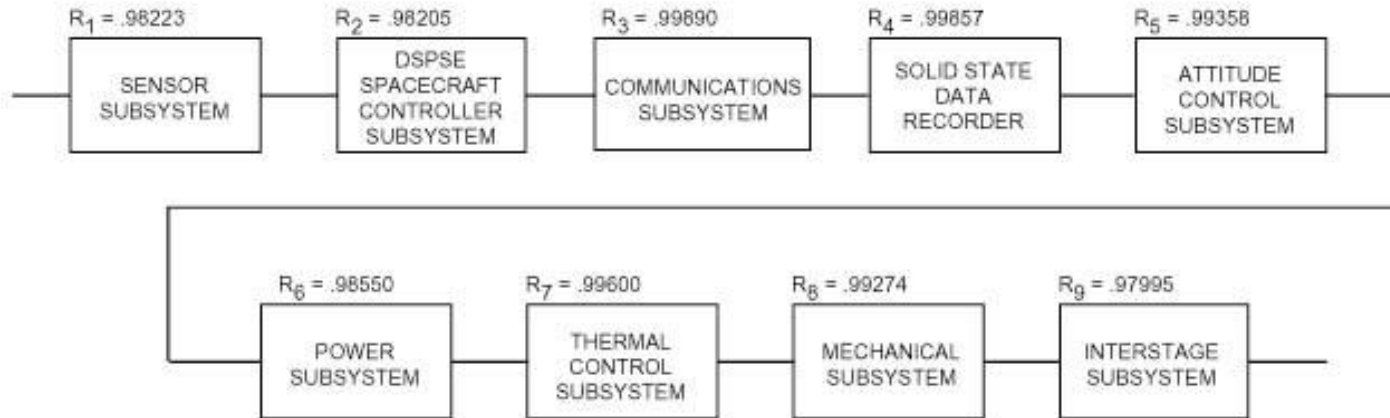 R1 = .98223
SENSOR
SUBSYSTEM
R2 = .98205
DSPSE
SPACECRAFT
CONTROLLER
SUBSYSTEM
R3 = .99890
COMMUNICATIONS
SUBSYSTEM
R4 = .99857
SOLID STATE
DATA
RECORDER
R5 = .99358
ATTITUDE
CONTROL
SUBSYSTEM
R6 = .98550
POWER
SUBSYSTEM
R7 = .99600
THERMAL
CONTROL
SUBSYSTEM
R8 = .99274
MECHANICAL
SUBSYSTEM
R9 = .97995
INTERSTAGE
SUBSYSTEM